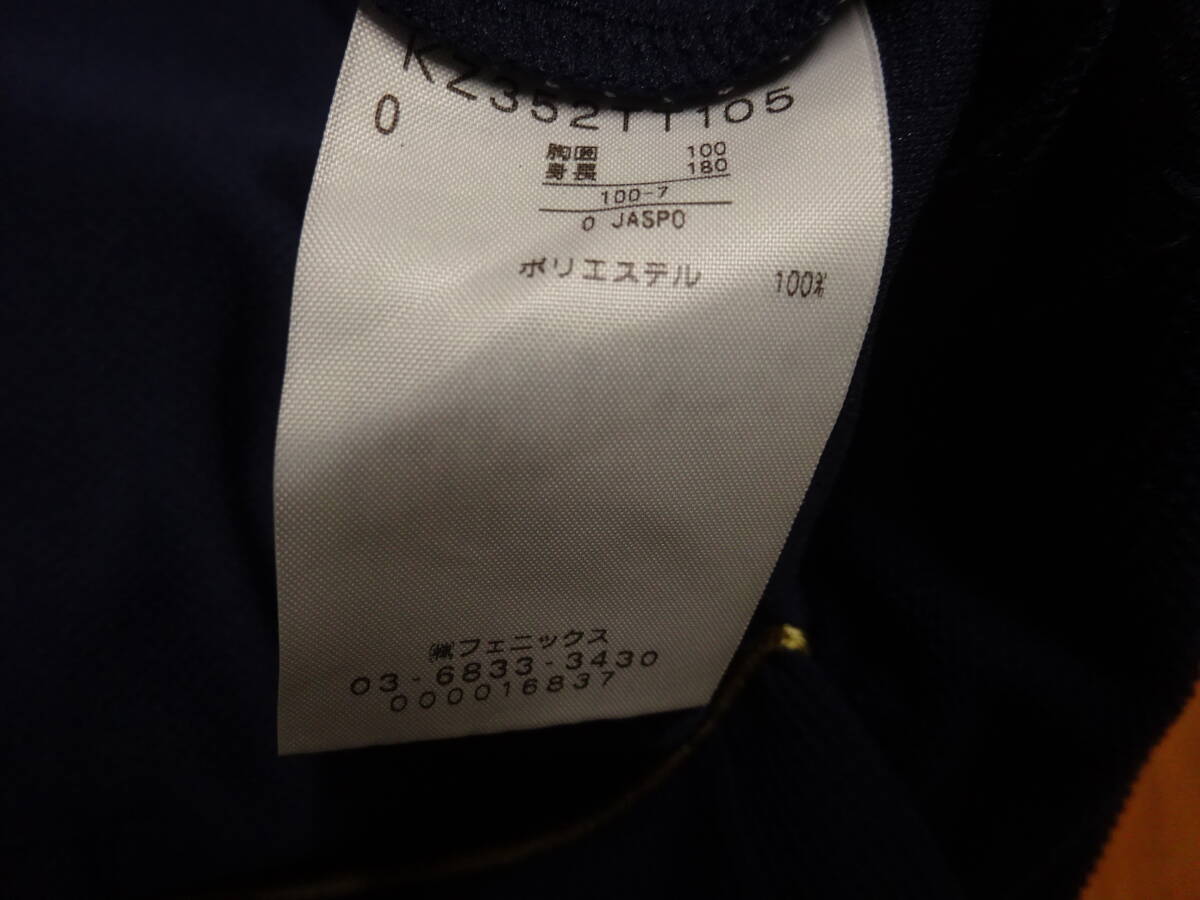 KZ352TT105
0
胸囲 100
身長 180
100-7
O JASPO
ポリエステル 100%
㈱フェニックス
03-6833-3430
000016837